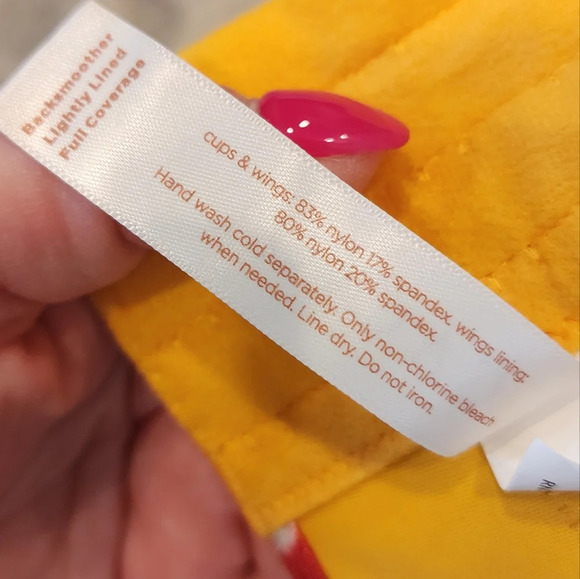 Backsmoother
Lightly Lined
Full Coverage
cups & wings: 83% nylon 17% spandex. wings lining:
80% nylon 20% spandex.
Hand wash cold separately. Only non-chlorine bleach
when needed. Line dry. Do not iron.